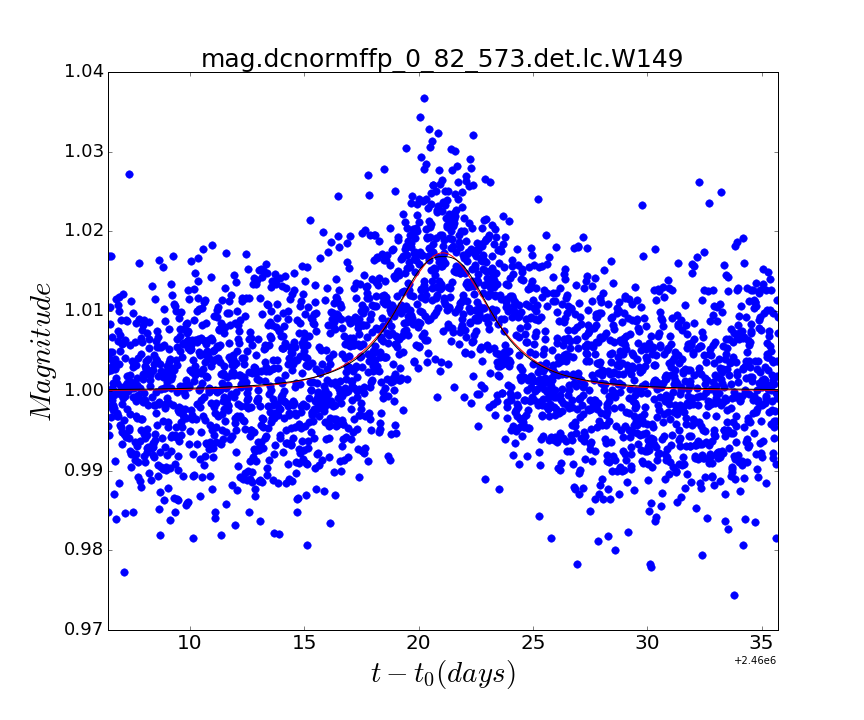 mag.dcnormffp_0_82_573.det.lc.W149
1.04
1.03
1.02
1.01
1.00
0.99
0.98
0.97
Magnitude
10 15 20 25 30 35
+2.46e6
t − t₀(days)